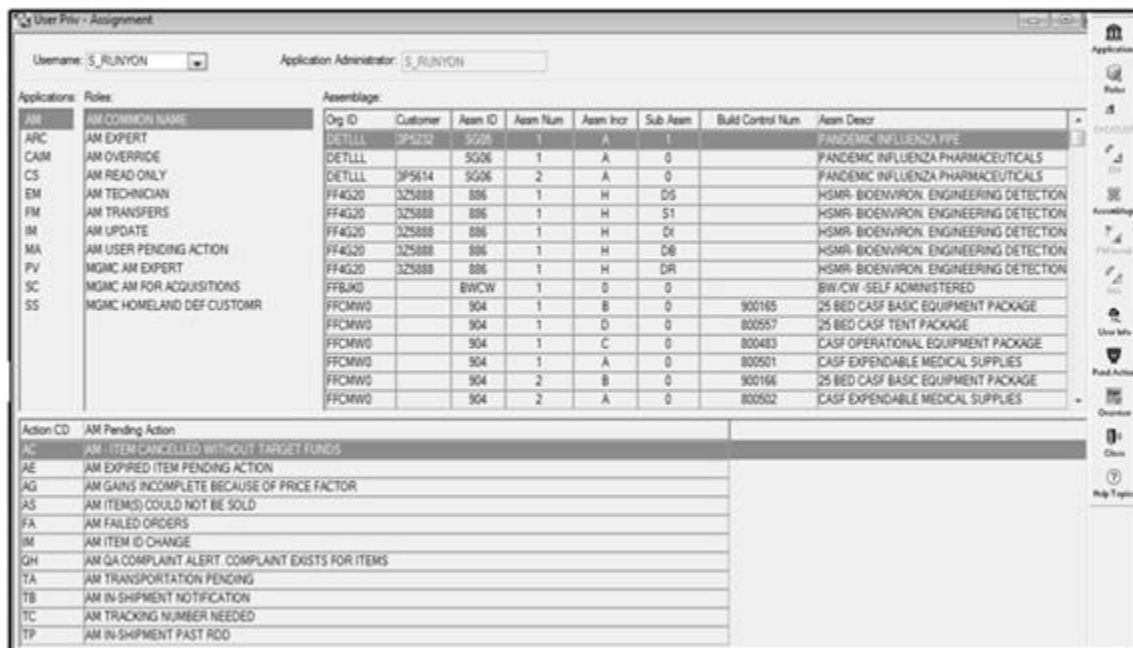 User Priv - Assignment
Username: S_RUNYON Application Administrator: S_RUNYON
Applications: Roles: Assemblage:
Org ID Customer Assm ID Assm Num Assm Incr Sub Assm Build Control Num Assm Descr
AM AM COMMON NAME DETLLL 3P5232 SG05 1 A 1 PANDEMIC INFLUENZA PPE
ARC AM EXPERT DETLLL SG06 1 A 0 PANDEMIC INFLUENZA PHARMACEUTICALS
CAIM AM OVERRIDE DETLLL 3P5614 SG06 2 A 0 PANDEMIC INFLUENZA PHARMACEUTICALS
CS AM READ ONLY FF4G20 3Z5888 886 1 H DS HSMR- BIOENVIRON. ENGINEERING DETECTION
EM AM TECHNICIAN FF4G20 3Z5888 886 1 H S1 HSMR- BIOENVIRON. ENGINEERING DETECTION
FM AM TRANSFERS FF4G20 3Z5888 886 1 H DI HSMR- BIOENVIRON. ENGINEERING DETECTION
IM AM UPDATE FF4G20 3Z5888 886 1 H DB HSMR- BIOENVIRON. ENGINEERING DETECTION
MA AM USER PENDING ACTION FF4G20 3Z5888 886 1 H DR HSMR- BIOENVIRON. ENGINEERING DETECTION
PV MGMC AM EXPERT FFBJK0 BWCW 1 0 0 BW/CW -SELF ADMINISTERED
SC MGMC AM FOR ACQUISITIONS FFCMW0 904 1 B 0 900165 25 BED CASF BASIC EQUIPMENT PACKAGE
SS MGMC HOMELAND DEF CUSTOMR FFCMW0 904 1 D 0 800557 25 BED CASF TENT PACKAGE
FFCMW0 904 1 C 0 800483 CASF OPERATIONAL EQUIPMENT PACKAGE
FFCMW0 904 1 A 0 800501 CASF EXPENDABLE MEDICAL SUPPLIES
FFCMW0 904 2 B 0 900166 25 BED CASF BASIC EQUIPMENT PACKAGE
FFCMW0 904 2 A 0 800502 CASF EXPENDABLE MEDICAL SUPPLIES
Action CD AM Pending Action
AC AM - ITEM CANCELLED WITHOUT TARGET FUNDS
AE AM EXPIRED ITEM PENDING ACTION
AG AM GAINS INCOMPLETE BECAUSE OF PRICE FACTOR
AS AM ITEM(S) COULD NOT BE SOLD
FA AM FAILED ORDERS
IM AM ITEM ID CHANGE
QH AM QA COMPLAINT ALERT. COMPLAINT EXISTS FOR ITEMS
TA AM TRANSPORTATION PENDING
TB AM IN-SHIPMENT NOTIFICATION
TC AM TRACKING NUMBER NEEDED
TP AM IN-SHIPMENT PAST RDD
Application
Roles
EM
Assemblage
User Info
Fund Action
Close
Help Topics